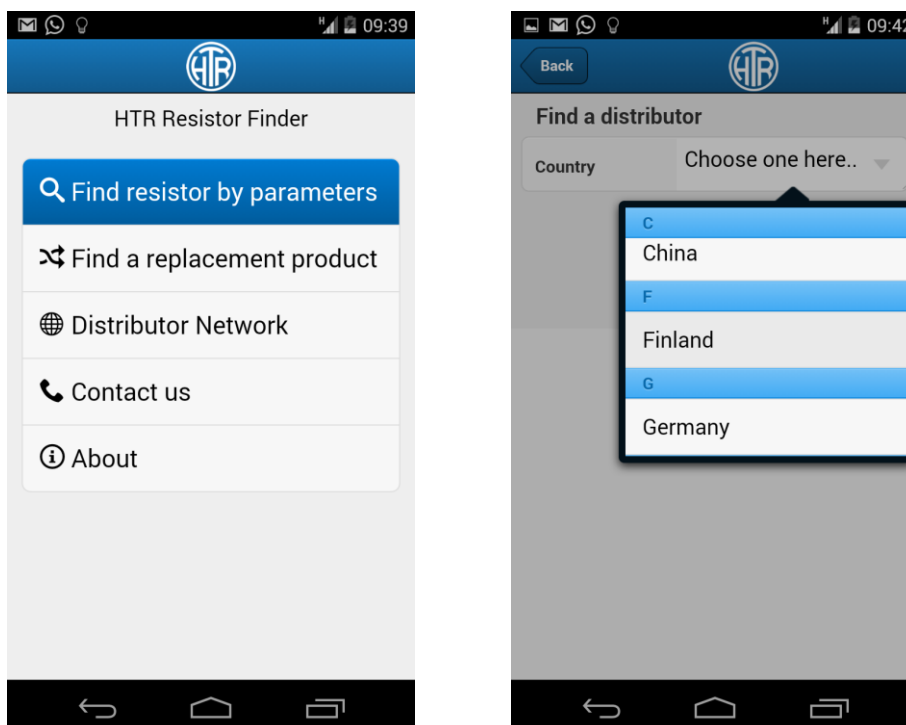 H 09:39
HTR
HTR Resistor Finder
Find resistor by parameters
Find a replacement product
Distributor Network
Contact us
About
H 09:42
Back
HTR
Find a distributor
Country
Choose one here..
C
China
F
Finland
G
Germany